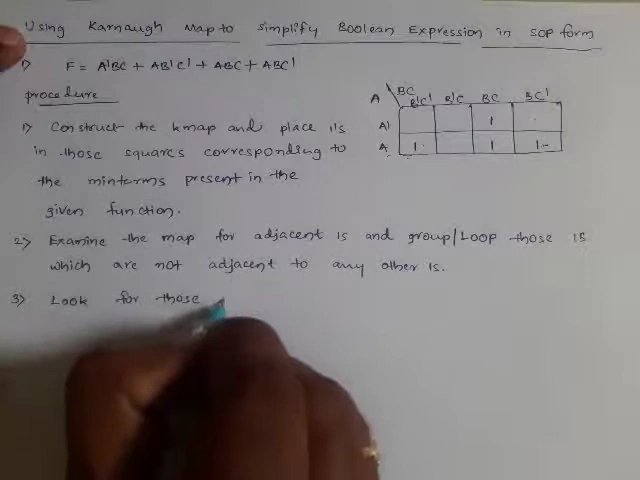 Using Karnaugh Map to simplify Boolean Expression in SOP form
1) F = A'BC + AB'C' + ABC + ABC'
procedure
1) Construct the kmap and place 1s
in those squares corresponding to
the minterms present in the
given function.
A \ BC B'C' B'C BC BC'
A' 1
A 1 1 1
2) Examine the map for adjacent 1s and group/Loop those 1s
which are not adjacent to any other 1s.
3) Look for those